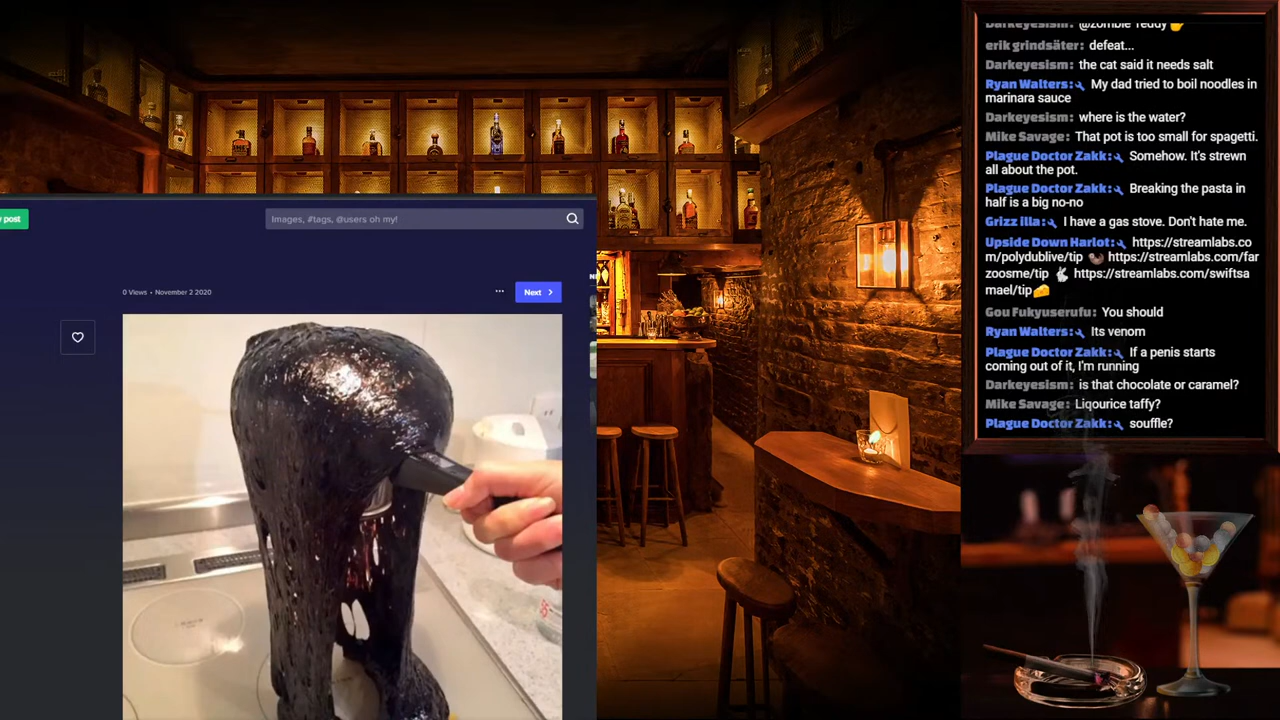 y post
Images, #tags, @users oh my!
0 Views • November 2 2020
... Next
Darkeyesism: @zombie Teddy
erik grindsäter: defeat...
Darkeyesism: the cat said it needs salt
Ryan Walters: My dad tried to boil noodles in
marinara sauce
Darkeyesism: where is the water?
Mike Savage: That pot is too small for spagetti.
Plague Doctor Zakk: Somehow. It's strewn
all about the pot.
Plague Doctor Zakk: Breaking the pasta in
half is a big no-no
Grizz illa: I have a gas stove. Don't hate me.
Upside Down Harlot: https://streamlabs.co
m/polydublive/tip https://streamlabs.com/far
zoosme/tip https://streamlabs.com/swiftsa
mael/tip
Gou Fukyuserufu: You should
Ryan Walters: Its venom
Plague Doctor Zakk: If a penis starts
coming out of it, I'm running
Darkeyesism: is that chocolate or caramel?
Mike Savage: Liqourice taffy?
Plague Doctor Zakk: souffle?